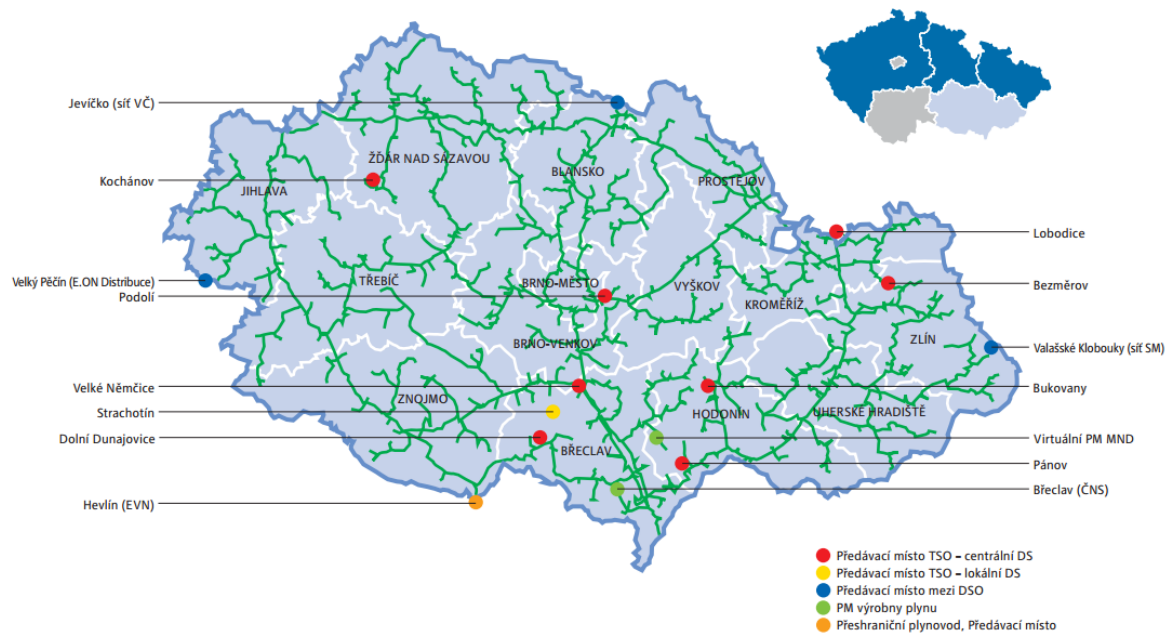 Jevíčko (síť VČ)
Kochánov
Velký Pěčín (E.ON Distribuce)
Podolí
Velké Němčice
Strachotín
Dolní Dunajovice
Hevlín (EVN)
ŽĎÁR NAD SÁZAVOU
BLANSKO
PROSTĚJOV
JIHLAVA
TŘEBÍČ
BRNO-MĚSTO
VYŠKOV
KROMĚŘÍŽ
ZLÍN
BRNO-VENKOV
ZNOJMO
HODONÍN
UHERSKÉ HRADIŠTĚ
BŘECLAV
Lobodice
Bezměrov
Valašské Klobouky (síť SM)
Bukovany
Virtuální PM MND
Pánov
Břeclav (ČNS)
Předávací místo TSO – centrální DS
Předávací místo TSO – lokální DS
Předávací místo mezi DSO
PM výrobny plynu
Přeshraniční plynovod, Předávací místo